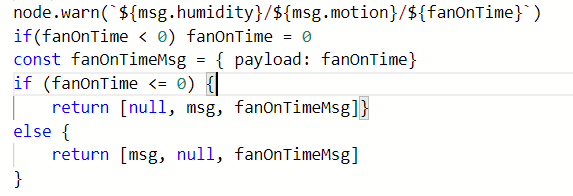 node.warn(`${msg.humidity}/${msg.motion}/${fanOnTime}`)
if(fanOnTime < 0) fanOnTime = 0
const fanOnTimeMsg = { payload: fanOnTime}
if (fanOnTime <= 0) {
    return [null, msg, fanOnTimeMsg]}
else {
    return [msg, null, fanOnTimeMsg]
}